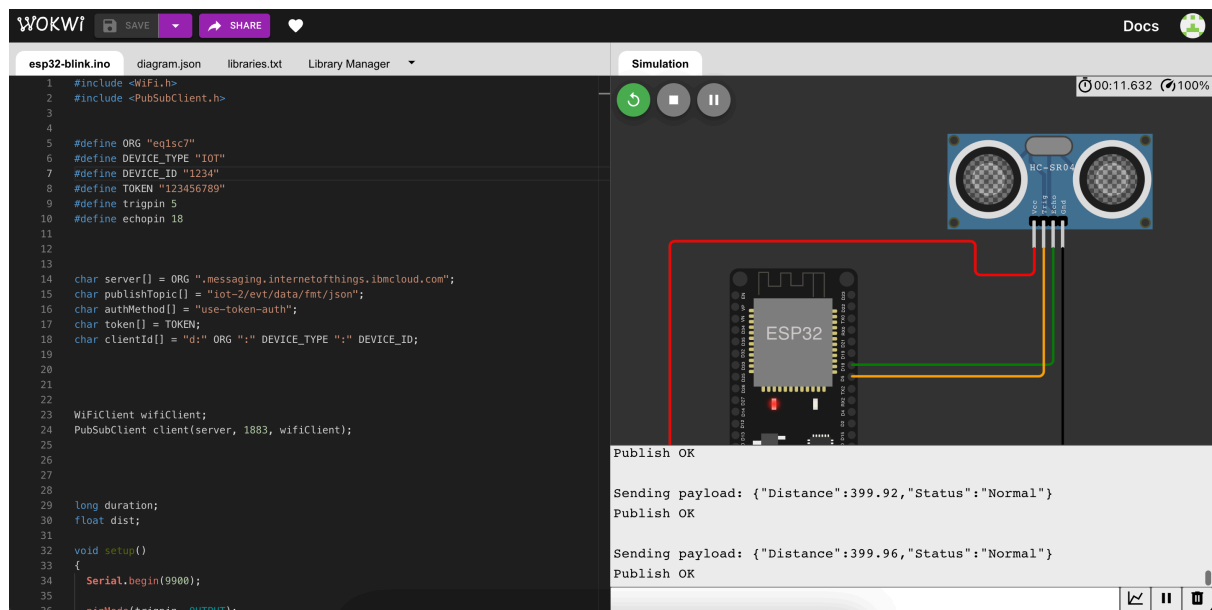 WOKWi SAVE SHARE Docs
esp32-blink.ino diagram.json libraries.txt Library Manager
Simulation
00:11.632 100%
1 #include <WiFi.h>
2 #include <PubSubClient.h>
3
4
5 #define ORG "eq1sc7"
6 #define DEVICE_TYPE "IOT"
7 #define DEVICE_ID "1234"
8 #define TOKEN "123456789"
9 #define trigpin 5
10 #define echopin 18
11
12
13
14 char server[] = ORG ".messaging.internetofthings.ibmcloud.com";
15 char publishTopic[] = "iot-2/evt/data/fmt/json";
16 char authMethod[] = "use-token-auth";
17 char token[] = TOKEN;
18 char clientId[] = "d:" ORG ":" DEVICE_TYPE ":" DEVICE_ID;
19
20
21
22
23 WiFiClient wifiClient;
24 PubSubClient client(server, 1883, wifiClient);
25
26
27
28
29 long duration;
30 float dist;
31
32 void setup()
33 {
34 Serial.begin(9900);
35
HC-SR04
Vcc
Trig
Echo
Gnd
ESP32
Publish OK
Sending payload: {"Distance":399.92,"Status":"Normal"}
Publish OK
Sending payload: {"Distance":399.96,"Status":"Normal"}
Publish OK